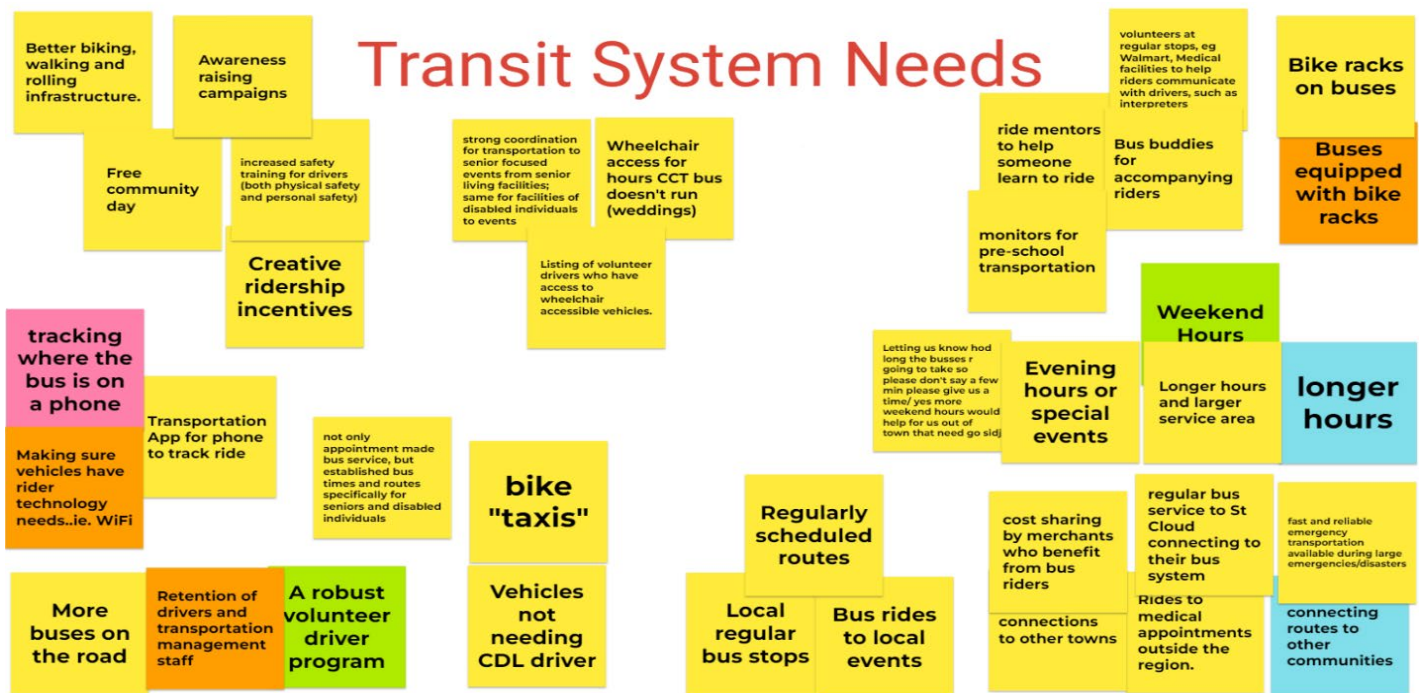 Transit System Needs
Better biking,
walking and
rolling
infrastructure.
Awareness
raising
campaigns
Free
community
day
increased safety
training for drivers
(both physical safety
and personal safety)
Creative
ridership
incentives
strong coordination
for transportation to
senior focused
events from senior
living facilities;
same for facilities of
disabled individuals
to events
Wheelchair
access for
hours CCT bus
doesn't run
(weddings)
Listing of volunteer
drivers who have
access to
wheelchair
accessible vehicles.
volunteers at
regular stops, eg
Walmart, Medical
facilities to help
riders communicate
with drivers, such as
interpreters
ride mentors
to help
someone
learn to ride
Bus buddies
for
accompanying
riders
monitors for
pre-school
transportation
Bike racks
on buses
Buses
equipped
with bike
racks
tracking
where the
bus is on
a phone
Transportation
App for phone
to track ride
Making sure
vehicles have
rider
technology
needs..ie. WiFi
not only
appointment made
bus service, but
established bus
times and routes
specifically for
seniors and disabled
individuals
bike
"taxis"
Vehicles
not
needing
CDL driver
Weekend
Hours
Letting us know hod
long the busses r
going to take so
please don't say a few
min please give us a
time/ yes more
weekend hours would
help for us out of
town that need go sidj
Evening
hours or
special
events
Longer hours
and larger
service area
longer
hours
More
buses on
the road
Retention of
drivers and
transportation
management
staff
A robust
volunteer
driver
program
Regularly
scheduled
routes
Local
regular
bus stops
Bus rides
to local
events
cost sharing
by merchants
who benefit
from bus
riders
connections
to other towns
regular bus
service to St
Cloud
connecting to
their bus
system
Rides to
medical
appointments
outside the
region.
fast and reliable
emergency
transportation
available during large
emergencies/disasters
connecting
routes to
other
communities